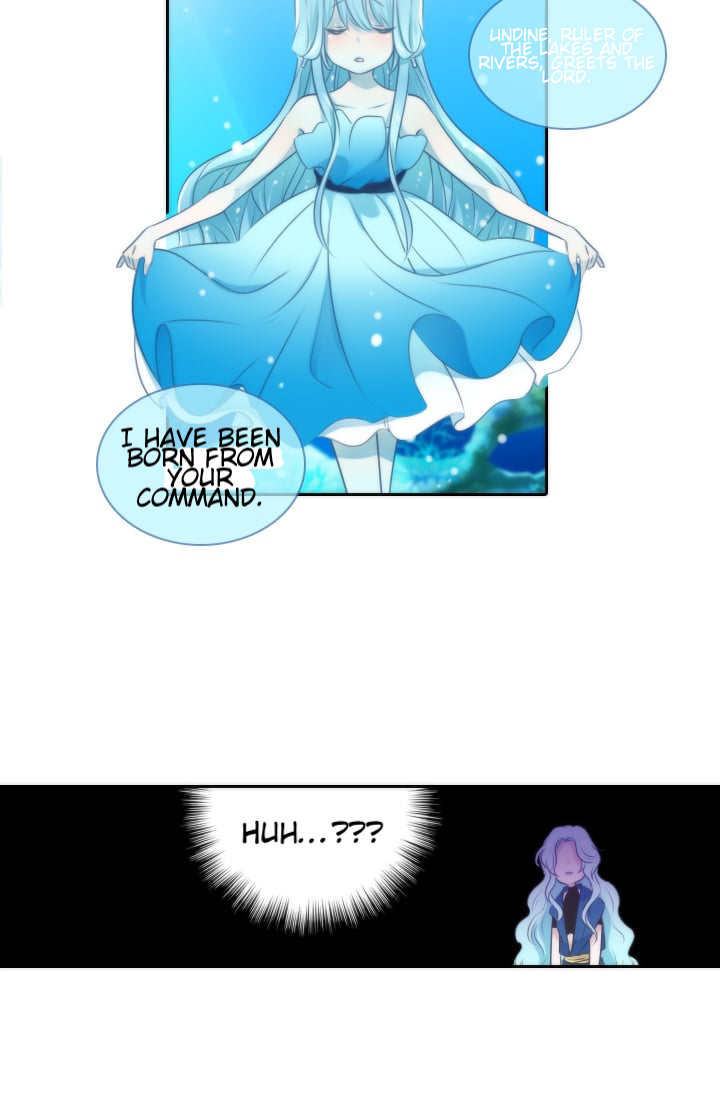 UNDINE, RULER OF
THE LAKES AND
RIVERS, GREETS THE
LORD.
I HAVE BEEN
BORN FROM
YOUR
COMMAND.
HUH...???